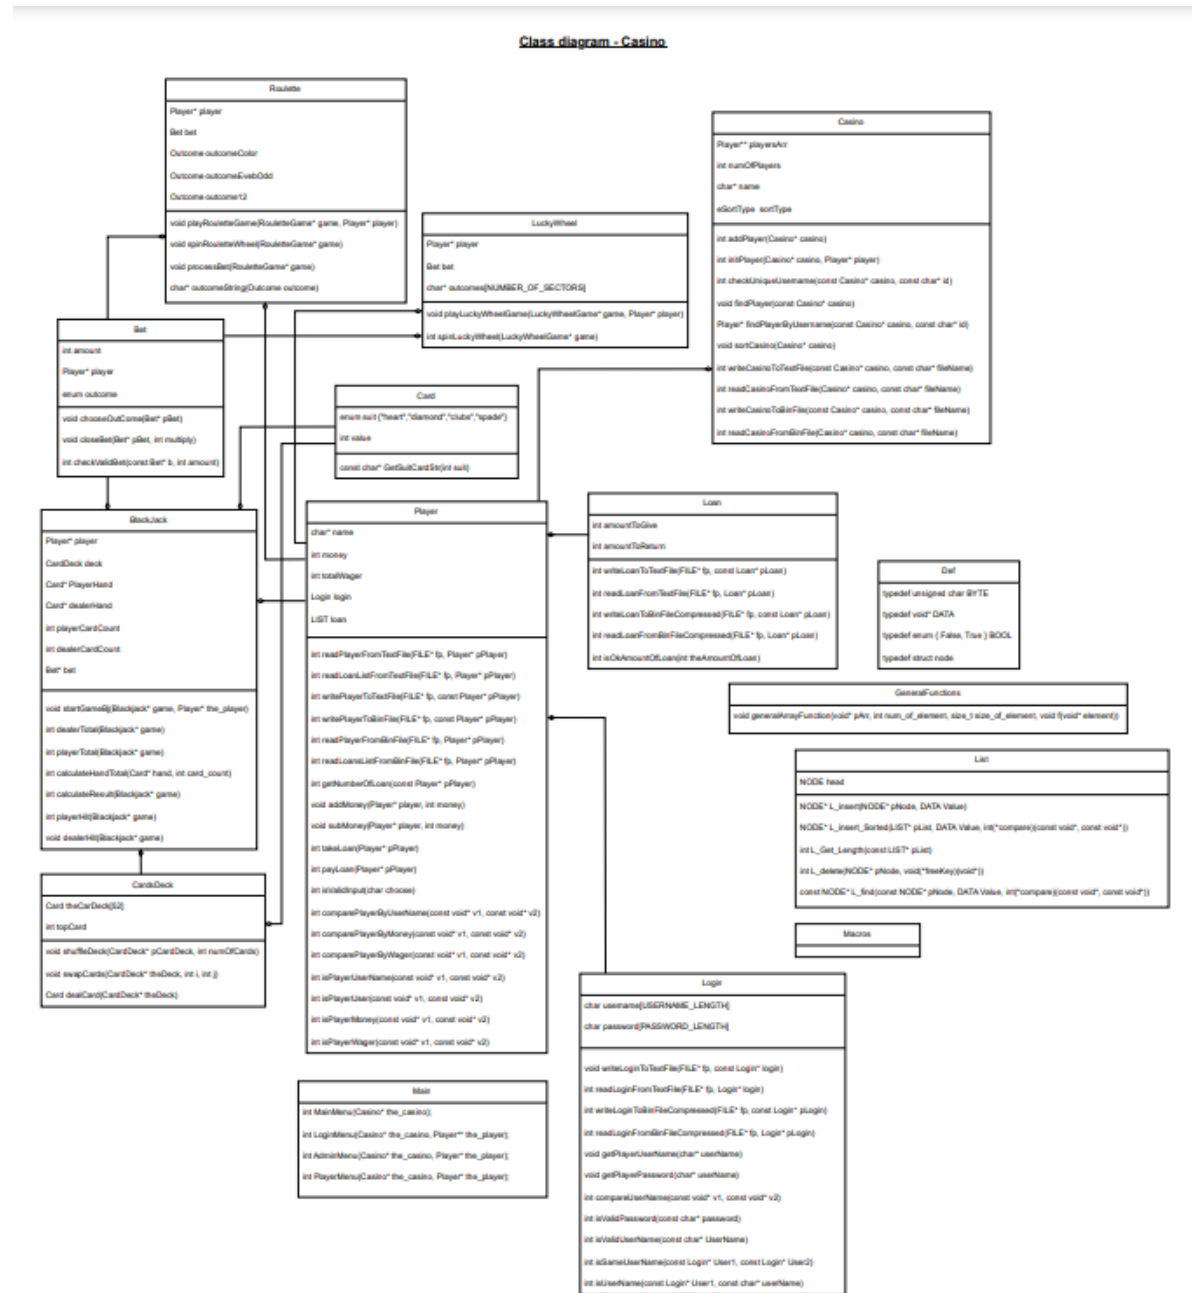 Class diagram - Casino
Roulette
Player* player
Bet bet
Outcome outcomeColor
Outcome outcomeEvebOdd
Outcome outcome12
void playRouletteGame(RouletteGame* game, Player* player)
void spinRouletteWheel(RouletteGame* game)
void processBet(RouletteGame* game)
char* outcomeString(Outcome outcome)
LuckyWheel
Player* player
Bet bet
char* outcomes[NUMBER_OF_SECTORS]
void playLuckyWheelGame(LuckyWheelGame* game, Player* player)
int spinLuckyWheel(LuckyWheelGame* game)
Casino
Player** playersArr
int numOfPlayers
char* name
eSortType sortType
int addPlayer(Casino* casino)
int initPlayer(Casino* casino, Player* player)
int checkUniqueUsername(const Casino* casino, const char* id)
void findPlayer(const Casino* casino)
Player* findPlayerByUsername(const Casino* casino, const char* id)
void sortCasino(Casino* casino)
int writeCasinoToTextFile(const Casino* casino, const char* fileName)
int readCasinoFromTextFile(Casino* casino, const char* fileName)
int writeCasinoToBinFile(const Casino* casino, const char* fileName)
int readCasinoFromBinFile(Casino* casino, const char* fileName)
Bet
int amount
Player* player
enum outcome
void chooseOutCome(Bet* pBet)
void closeBet(Bet* pBet, int multiply)
int checkValidBet(const Bet* b, int amount)
Card
enum suit {"heart","diamond","clubs","spade"}
int value
const char* GetSuitCardStr(int suit)
BlackJack
Player* player
CardDeck deck
Card* PlayerHand
Card* dealerHand
int playerCardCount
int dealerCardCount
Bet* bet
void startGameBj(Blackjack* game, Player* the_player)
int dealerTotal(Blackjack* game)
int playerTotal(Blackjack* game)
int calculateHandTotal(Card* hand, int card_count)
int calculateResult(Blackjack* game)
int playerHit(Blackjack* game)
void dealerHit(Blackjack* game)
CardsDeck
Card theCarDeck[52]
int topCard
void shuffleDeck(CardDeck* pCardDeck, int numOfCards)
void swapCards(CardDeck* theDeck, int i, int j)
Card dealCard(CardDeck* theDeck)
Player
char* name
int money
int totalWager
Login login
LIST loan
int readPlayerFromTextFile(FILE* fp, Player* pPlayer)
int readLoanListFromTextFile(FILE* fp, Player* pPlayer)
int writePlayerToTextFile(FILE* fp, const Player* pPlayer)
int writePlayerToBinFile(FILE* fp, const Player* pPlayer)
int readPlayerFromBinFile(FILE* fp, Player* pPlayer)
int readLoansListFromBinFile(FILE* fp, Player* pPlayer)
int getNumberOfLoan(const Player* pPlayer)
void addMoney(Player* player, int money)
void subMoney(Player* player, int money)
int takeLoan(Player* pPlayer)
int payLoan(Player* pPlayer)
int isValidInput(char choose)
int comparePlayerByUserName(const void* v1, const void* v2)
int comparePlayerByMoney(const void* v1, const void* v2)
int comparePlayerByWager(const void* v1, const void* v2)
int isPlayerUserName(const void* v1, const void* v2)
int isPlayerUser(const void* v1, const void* v2)
int isPlayerMoney(const void* v1, const void* v2)
int isPlayerWager(const void* v1, const void* v2)
Loan
int amountToGive
int amountToReturn
int writeLoanToTextFile(FILE* fp, const Loan* pLoan)
int readLoanFromTextFile(FILE* fp, Loan* pLoan)
int writeLoanToBinFileCompressed(FILE* fp, const Loan* pLoan)
int readLoanFromBinFileCompressed(FILE* fp, Loan* pLoan)
int isOkAmountOfLoan(int theAmountOfLoan)
Def
typedef unsigned char BYTE
typedef void* DATA
typedef enum { False, True } BOOL
typedef struct node
GeneralFunctions
void generalArrayFunction(void* pArr, int num_of_element, size_t size_of_element, void f(void* element))
List
NODE head
NODE* L_insert(NODE* pNode, DATA Value)
NODE* L_insert_Sorted(LIST* pList, DATA Value, int(*compare)(const void*, const void*))
int L_Get_Length(const LIST* pList)
int L_delete(NODE* pNode, void(*freeKey)(void*))
const NODE* L_find(const NODE* pNode, DATA Value, int(*compare)(const void*, const void*))
Macros
Main
int MainMenu(Casino* the_casino);
int LoginMenu(Casino* the_casino, Player** the_player);
int AdminMenu(Casino* the_casino, Player* the_player);
int PlayerMenu(Casino* the_casino, Player* the_player);
Login
char username[USERNAME_LENGTH]
char password[PASSWORD_LENGTH]
void writeLoginToTextFile(FILE* fp, const Login* login)
int readLoginFromTextFile(FILE* fp, Login* login)
int writeLoginToBinFileCompressed(FILE* fp, const Login* pLogin)
int readLoginFromBinFileCompressed(FILE* fp, Login* pLogin)
void getPlayerUserName(char* userName)
void getPlayerPassword(char* userName)
int compareUserName(const void* v1, const void* v2)
int isValidPassword(const char* password)
int isValidUserName(const char* UserName)
int isSameUserName(const Login* User1, const Login* User2)
int isUserName(const Login* User1, const char* userName)